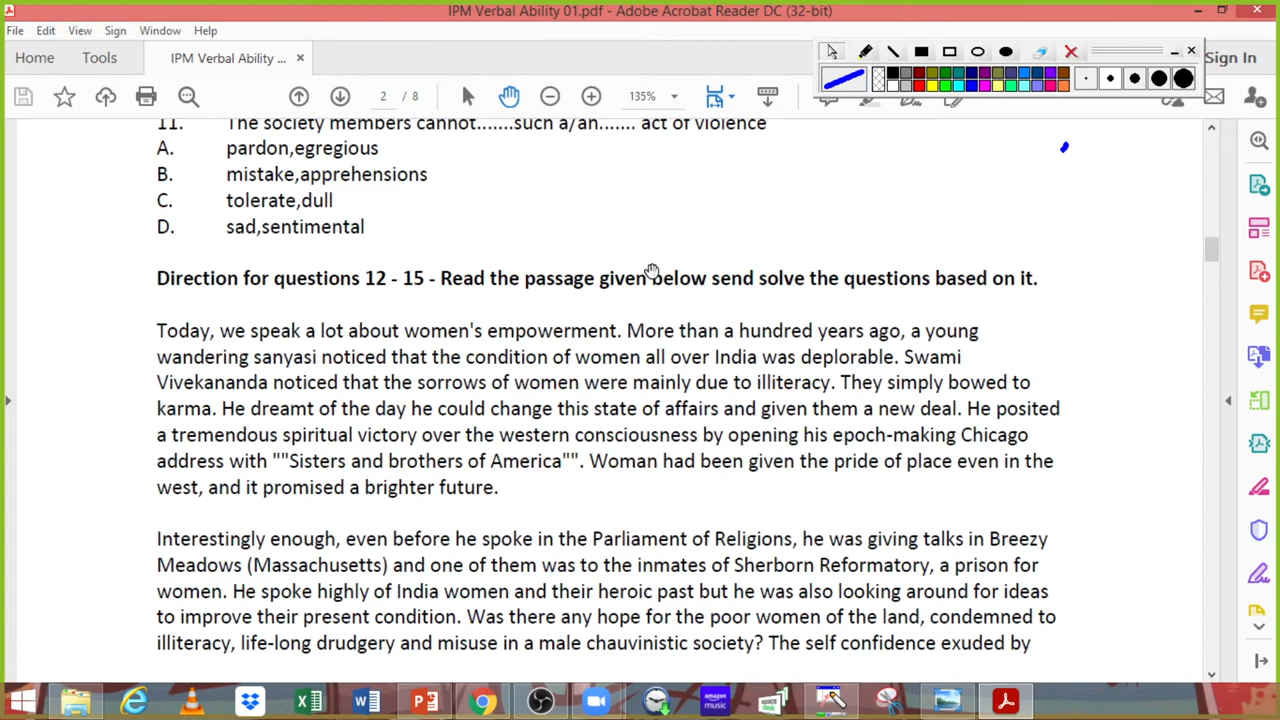 IPM Verbal Ability 01.pdf - Adobe Acrobat Reader DC (32-bit)
File Edit View Sign Window Help
Home Tools IPM Verbal Ability ... × Sign In
2 / 8 135%
11. The society members cannot.......such a/an....... act of violence
A. pardon,egregious
B. mistake,apprehensions
C. tolerate,dull
D. sad,sentimental
Direction for questions 12 - 15 - Read the passage given below send solve the questions based on it.
Today, we speak a lot about women's empowerment. More than a hundred years ago, a young
wandering sanyasi noticed that the condition of women all over India was deplorable. Swami
Vivekananda noticed that the sorrows of women were mainly due to illiteracy. They simply bowed to
karma. He dreamt of the day he could change this state of affairs and given them a new deal. He posited
a tremendous spiritual victory over the western consciousness by opening his epoch-making Chicago
address with ""Sisters and brothers of America"". Woman had been given the pride of place even in the
west, and it promised a brighter future.
Interestingly enough, even before he spoke in the Parliament of Religions, he was giving talks in Breezy
Meadows (Massachusetts) and one of them was to the inmates of Sherborn Reformatory, a prison for
women. He spoke highly of India women and their heroic past but he was also looking around for ideas
to improve their present condition. Was there any hope for the poor women of the land, condemned to
illiteracy, life-long drudgery and misuse in a male chauvinistic society? The self confidence exuded by
amazon
music